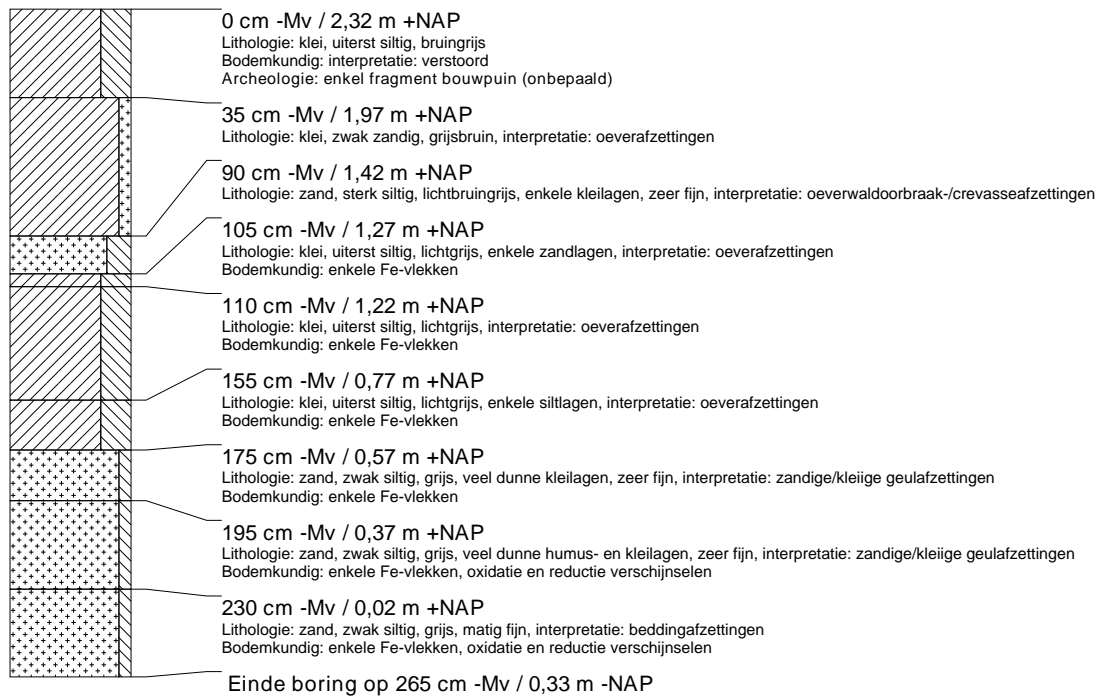 0 cm -Mv / 2,32 m +NAP
Lithologie: klei, uiterst siltig, bruingrijs
Bodemkundig: interpretatie: verstoord
Archeologie: enkel fragment bouwpuin (onbepaald)
35 cm -Mv / 1,97 m +NAP
Lithologie: klei, zwak zandig, grijsbruin, interpretatie: oeverafzettingen
90 cm -Mv / 1,42 m +NAP
Lithologie: zand, sterk siltig, lichtbruingrijs, enkele kleilagen, zeer fijn, interpretatie: oeverwaldoorbraak-/crevasseafzettingen
105 cm -Mv / 1,27 m +NAP
Lithologie: klei, uiterst siltig, lichtgrijs, enkele zandlagen, interpretatie: oeverafzettingen
Bodemkundig: enkele Fe-vlekken
110 cm -Mv / 1,22 m +NAP
Lithologie: klei, uiterst siltig, lichtgrijs, interpretatie: oeverafzettingen
Bodemkundig: enkele Fe-vlekken
155 cm -Mv / 0,77 m +NAP
Lithologie: klei, uiterst siltig, lichtgrijs, enkele siltlagen, interpretatie: oeverafzettingen
Bodemkundig: enkele Fe-vlekken
175 cm -Mv / 0,57 m +NAP
Lithologie: zand, zwak siltig, grijs, veel dunne kleilagen, zeer fijn, interpretatie: zandige/kleiige geulafzettingen
Bodemkundig: enkele Fe-vlekken
195 cm -Mv / 0,37 m +NAP
Lithologie: zand, zwak siltig, grijs, veel dunne humus- en kleilagen, zeer fijn, interpretatie: zandige/kleiige geulafzettingen
Bodemkundig: enkele Fe-vlekken, oxidatie en reductie verschijnselen
230 cm -Mv / 0,02 m +NAP
Lithologie: zand, zwak siltig, grijs, matig fijn, interpretatie: beddingafzettingen
Bodemkundig: enkele Fe-vlekken, oxidatie en reductie verschijnselen
Einde boring op 265 cm -Mv / 0,33 m -NAP